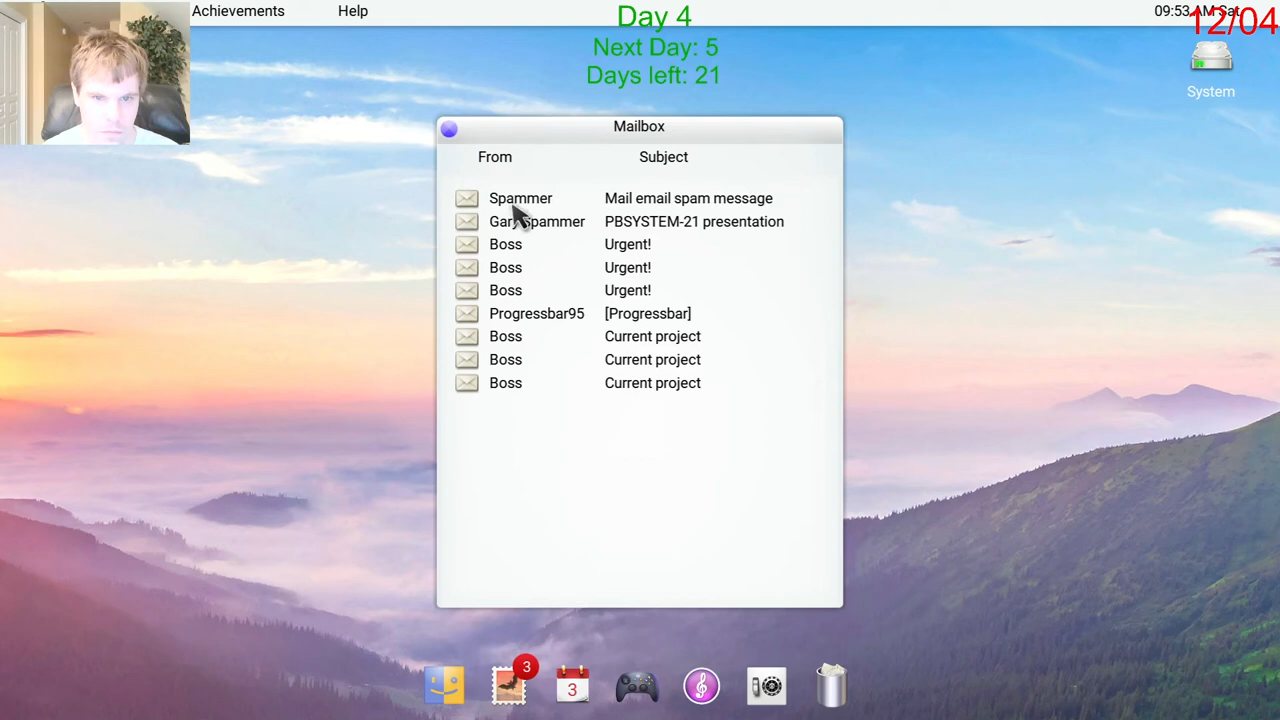 Achievements Help 09:53 AM Sat
12/04
Day 4
Next Day: 5
Days left: 21
System
Mailbox
From Subject
Spammer Mail email spam message
Spammer PBSYSTEM-21 presentation
Boss Urgent!
Boss Urgent!
Boss Urgent!
Progressbar95 [Progressbar]
Boss Current project
Boss Current project
Boss Current project
3
3